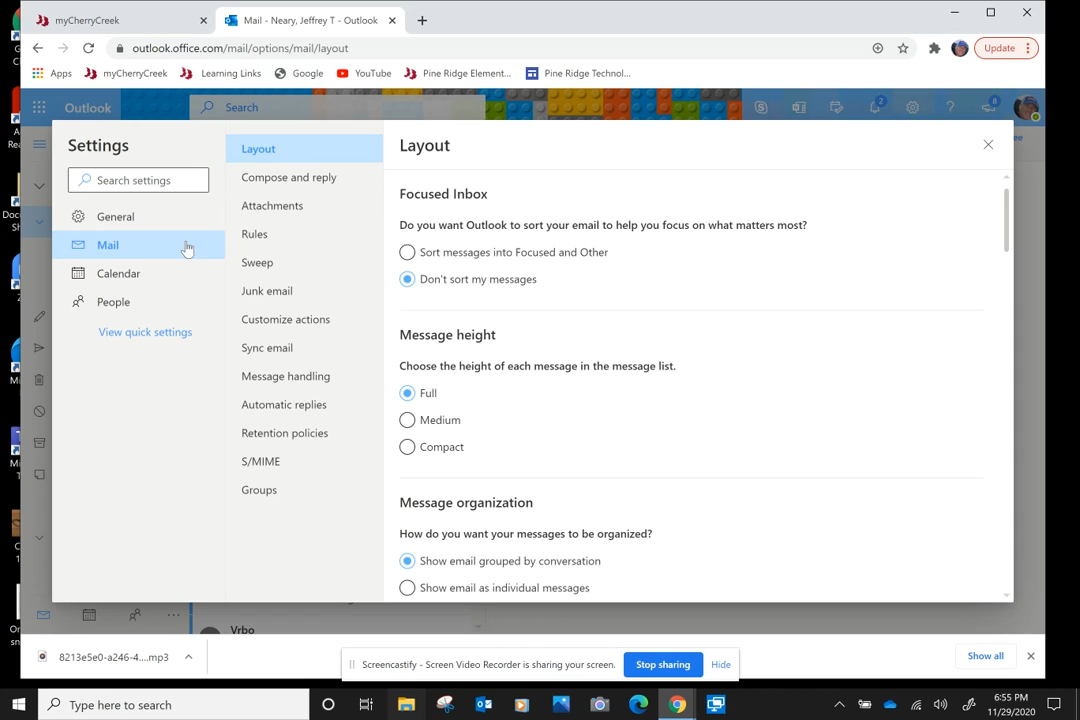 myCherryCreek
Mail - Neary, Jeffrey T - Outlook
outlook.office.com/mail/options/mail/layout
Update
Apps
myCherryCreek
Learning Links
Google
YouTube
Pine Ridge Element...
Pine Ridge Technol...
Outlook
Search
2
8
Settings
Search settings
General
Mail
Calendar
People
View quick settings
Layout
Compose and reply
Attachments
Rules
Sweep
Junk email
Customize actions
Sync email
Message handling
Automatic replies
Retention policies
S/MIME
Groups
Layout
Focused Inbox
Do you want Outlook to sort your email to help you focus on what matters most?
Sort messages into Focused and Other
Don't sort my messages
Message height
Choose the height of each message in the message list.
Full
Medium
Compact
Message organization
How do you want your messages to be organized?
Show email grouped by conversation
Show email as individual messages
Vrbo
8213e5e0-a246-4....mp3
Screencastify - Screen Video Recorder is sharing your screen.
Stop sharing
Hide
Show all
Type here to search
6:55 PM
11/29/2020